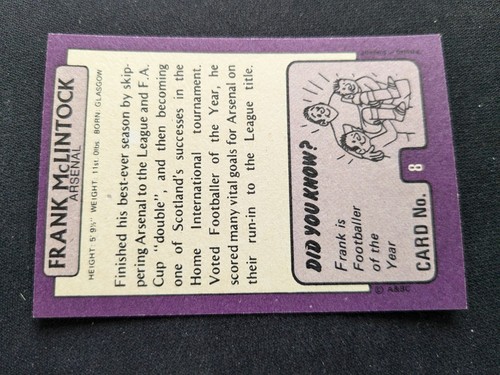 FRANK McLINTOCK
ARSENAL
HEIGHT: 5' 9½" WEIGHT: 11st. 0lbs. BORN: GLASGOW
Finished his best-ever season by skip-
pering Arsenal to the League and F.A.
Cup "double", and then becoming
one of Scotland's successes in the
Home International tournament.
Voted Footballer of the Year, he
scored many vital goals for Arsenal on
their run-in to the League title.
DID YOU KNOW?
Frank is
Footballer
of the
Year
CARD No. 8
© A&BC